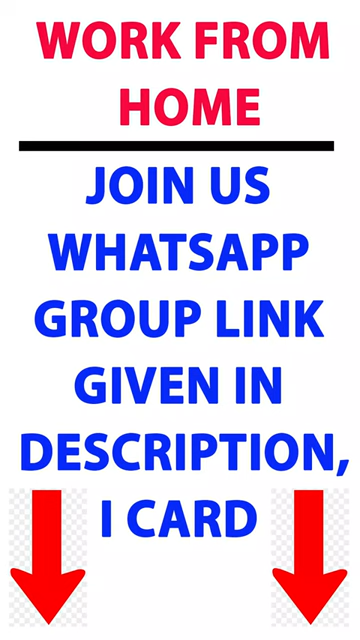 WORK FROM
HOME
JOIN US
WHATSAPP
GROUP LINK
GIVEN IN
DESCRIPTION,
I CARD